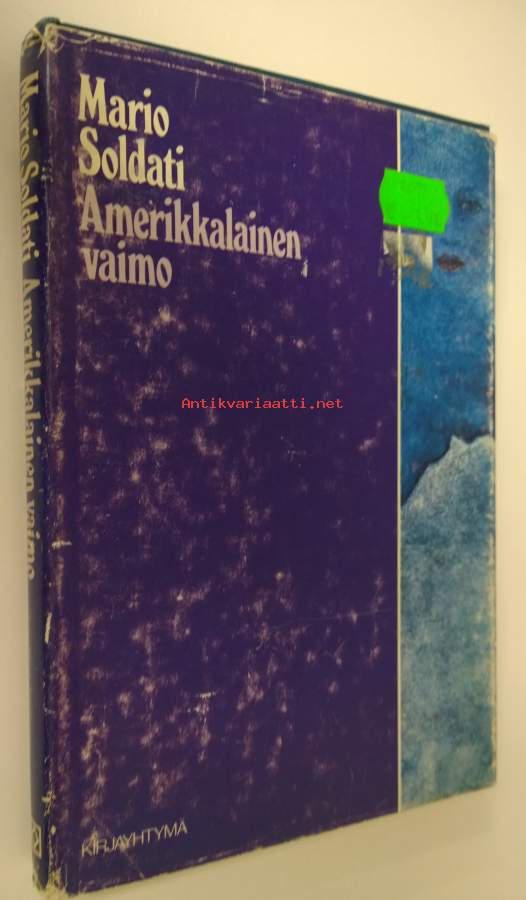 Mario
Soldati
Amerikkalainen
vaimo
Mario Soldati Amerikkalainen vaimo
Antikvariaatti.net
KIRJAYHTYMÄ